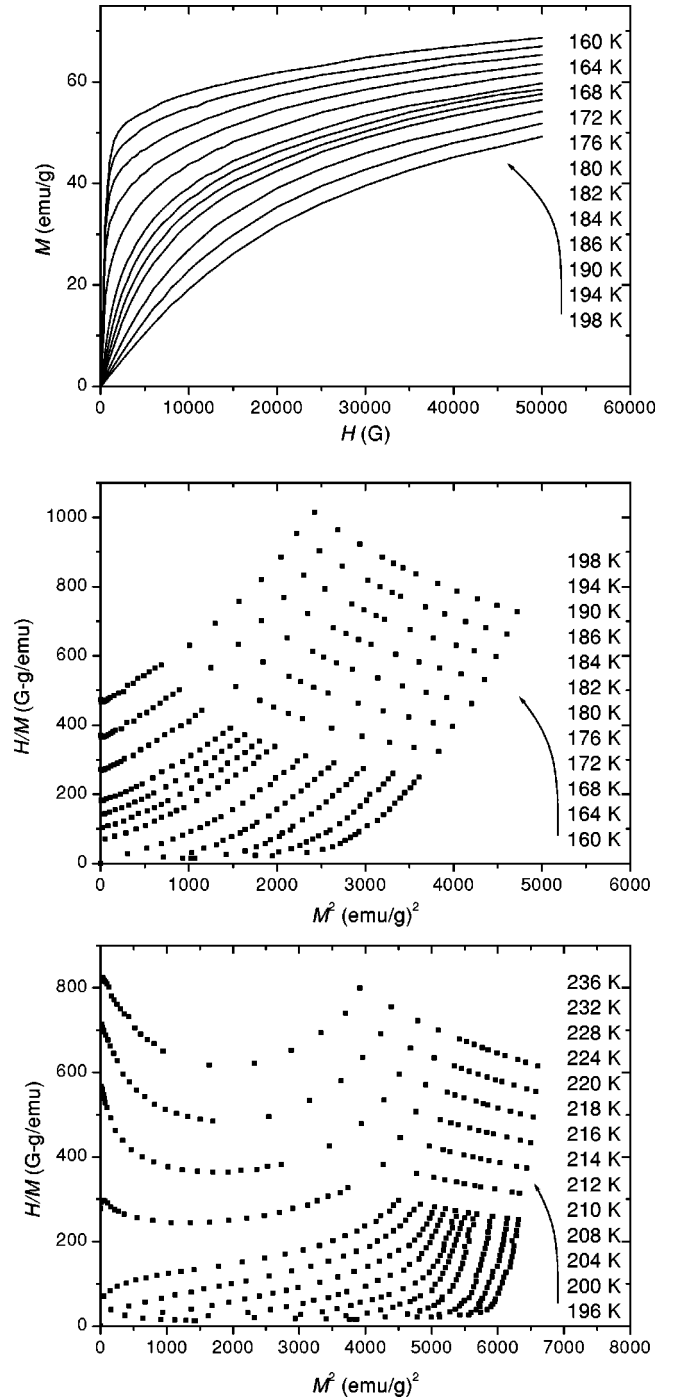 60
40
20
0
M (emu/g)
160 K
164 K
168 K
172 K
176 K
180 K
182 K
184 K
186 K
190 K
194 K
198 K
0 10000 20000 30000 40000 50000 60000
H (G)
1000
800
600
400
200
0
H/M (G-g/emu)
198 K
194 K
190 K
186 K
184 K
182 K
180 K
176 K
172 K
168 K
164 K
160 K
0 1000 2000 3000 4000 5000 6000
M² (emu/g)²
800
600
400
200
0
H/M (G-g/emu)
236 K
232 K
228 K
224 K
220 K
218 K
216 K
214 K
212 K
210 K
208 K
204 K
200 K
196 K
0 1000 2000 3000 4000 5000 6000 7000 8000
M² (emu/g)²